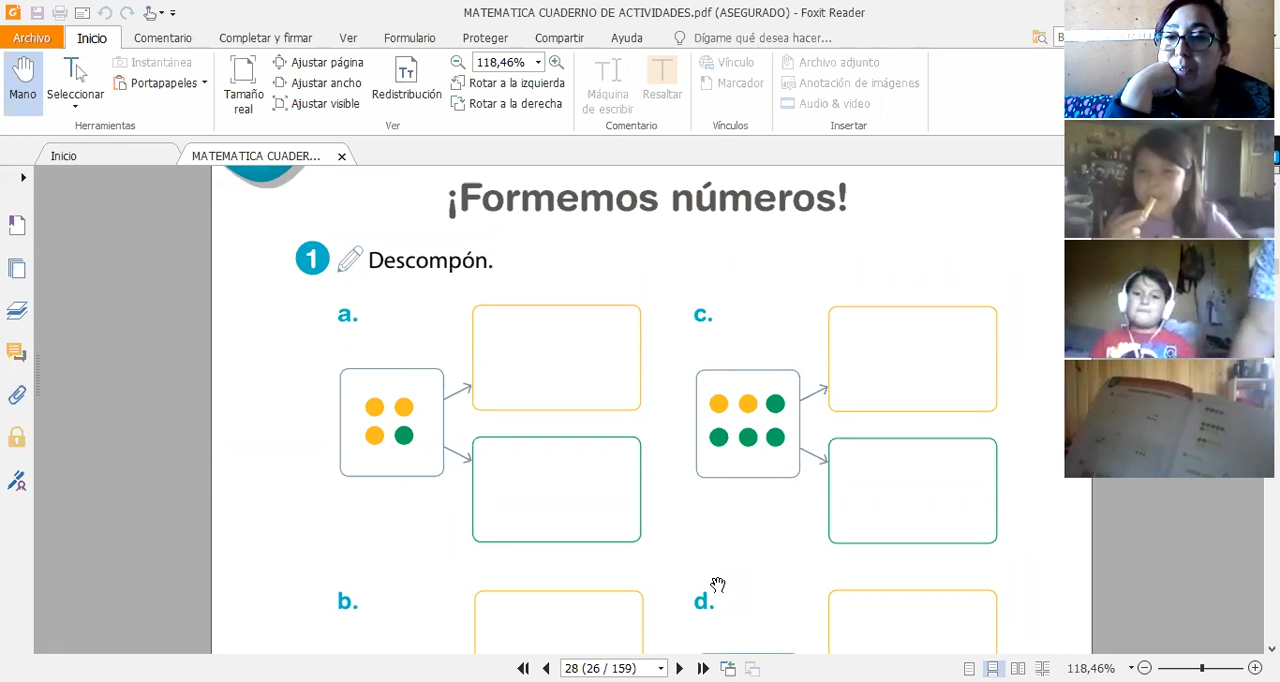 MATEMATICA CUADERNO DE ACTIVIDADES.pdf (ASEGURADO) - Foxit Reader
Archivo Inicio Comentario Completar y firmar Ver Formulario Proteger Compartir Ayuda Dígame qué desea hacer...
Mano
Seleccionar
Instantánea
Portapapeles
Herramientas
Tamaño real
Ajustar página
Ajustar ancho
Ajustar visible
Redistribución
118,46%
Rotar a la izquierda
Rotar a la derecha
Ver
Máquina de escribir
Resaltar
Comentario
Vínculo
Marcador
Vínculos
Archivo adjunto
Anotación de imágenes
Audio & video
Insertar
Inicio
MATEMATICA CUADER...
¡Formemos números!
1 Descompón.
a.
c.
b.
d.
28 (26 / 159)
118,46%